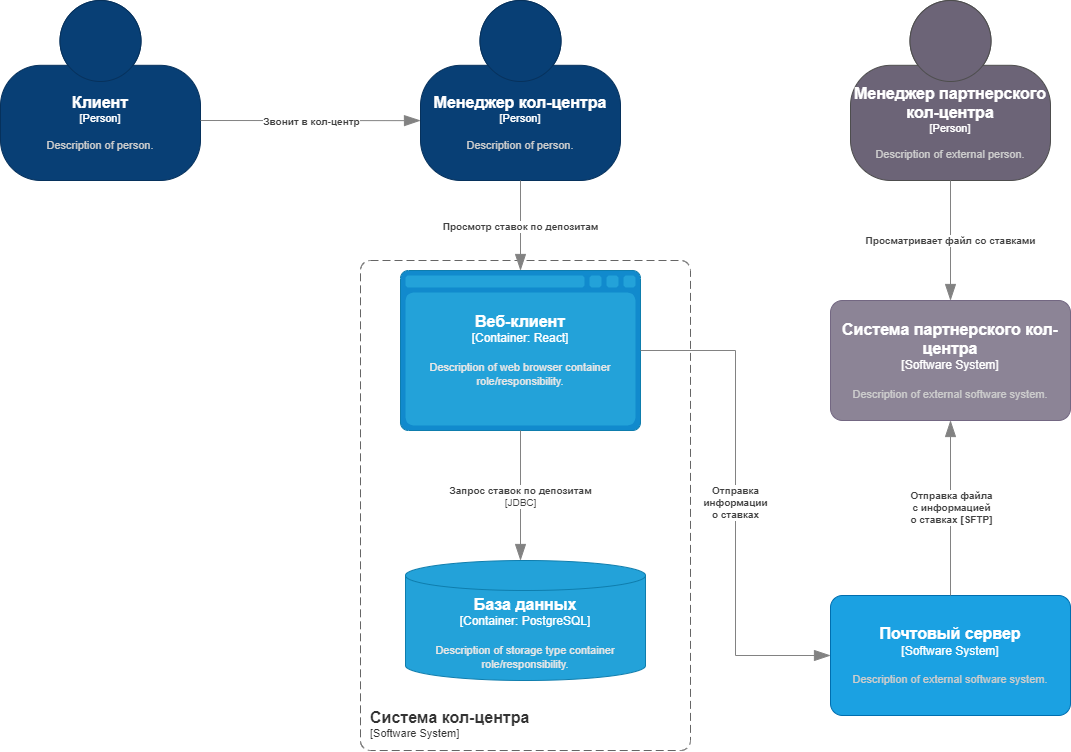 Клиент
[Person]
Description of person.
Звонит в кол-центр
Менеджер кол-центра
[Person]
Description of person.
Менеджер партнерского
кол-центра
[Person]
Description of external person.
Просмотр ставок по депозитам
Просматривает файл со ставками
Веб-клиент
[Container: React]
Description of web browser container
role/responsibility.
Система партнерского кол-
центра
[Software System]
Description of external software system.
Запрос ставок по депозитам
[JDBC]
Отправка
информации
о ставках
Отправка файла
с информацией
о ставках [SFTP]
База данных
[Container: PostgreSQL]
Description of storage type container
role/responsibility.
Почтовый сервер
[Software System]
Description of external software system.
Система кол-центра
[Software System]